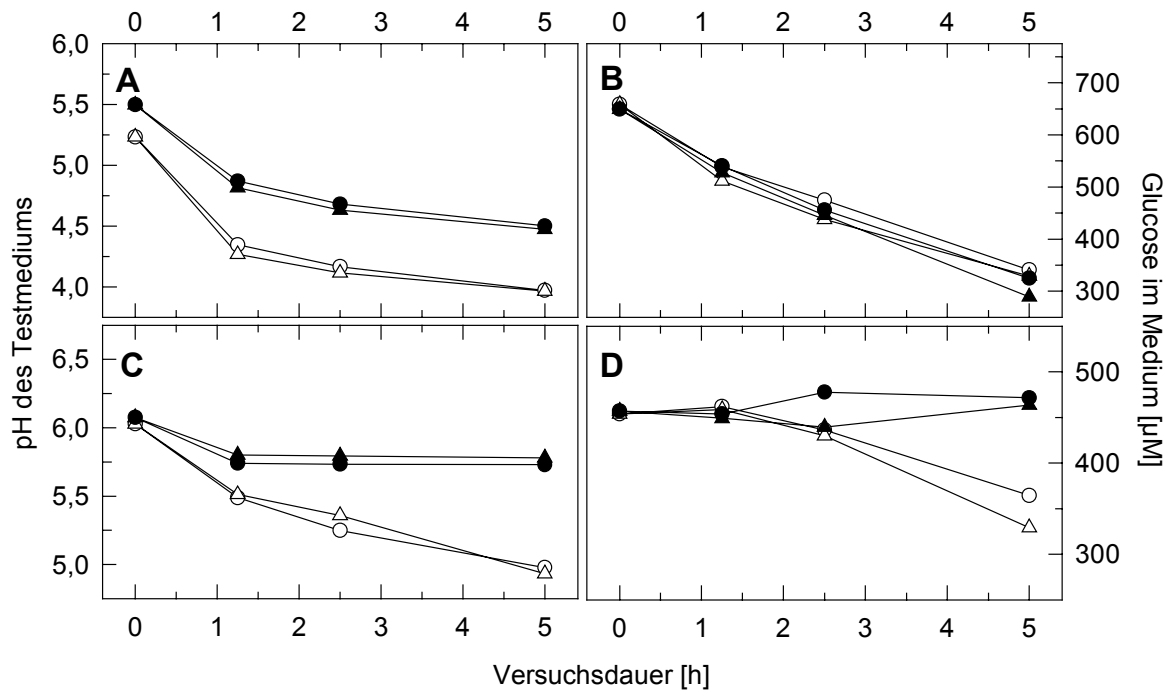 0 1 2 3 4 5 0 1 2 3 4 5
6,0
5,5
5,0
4,5
4,0
A
B
700
600
500
400
300
6,5
6,0
5,5
5,0
C
D
500
400
300
0 1 2 3 4 5 0 1 2 3 4 5
pH des Testmediums
Glucose im Medium [µM]
Versuchsdauer [h]